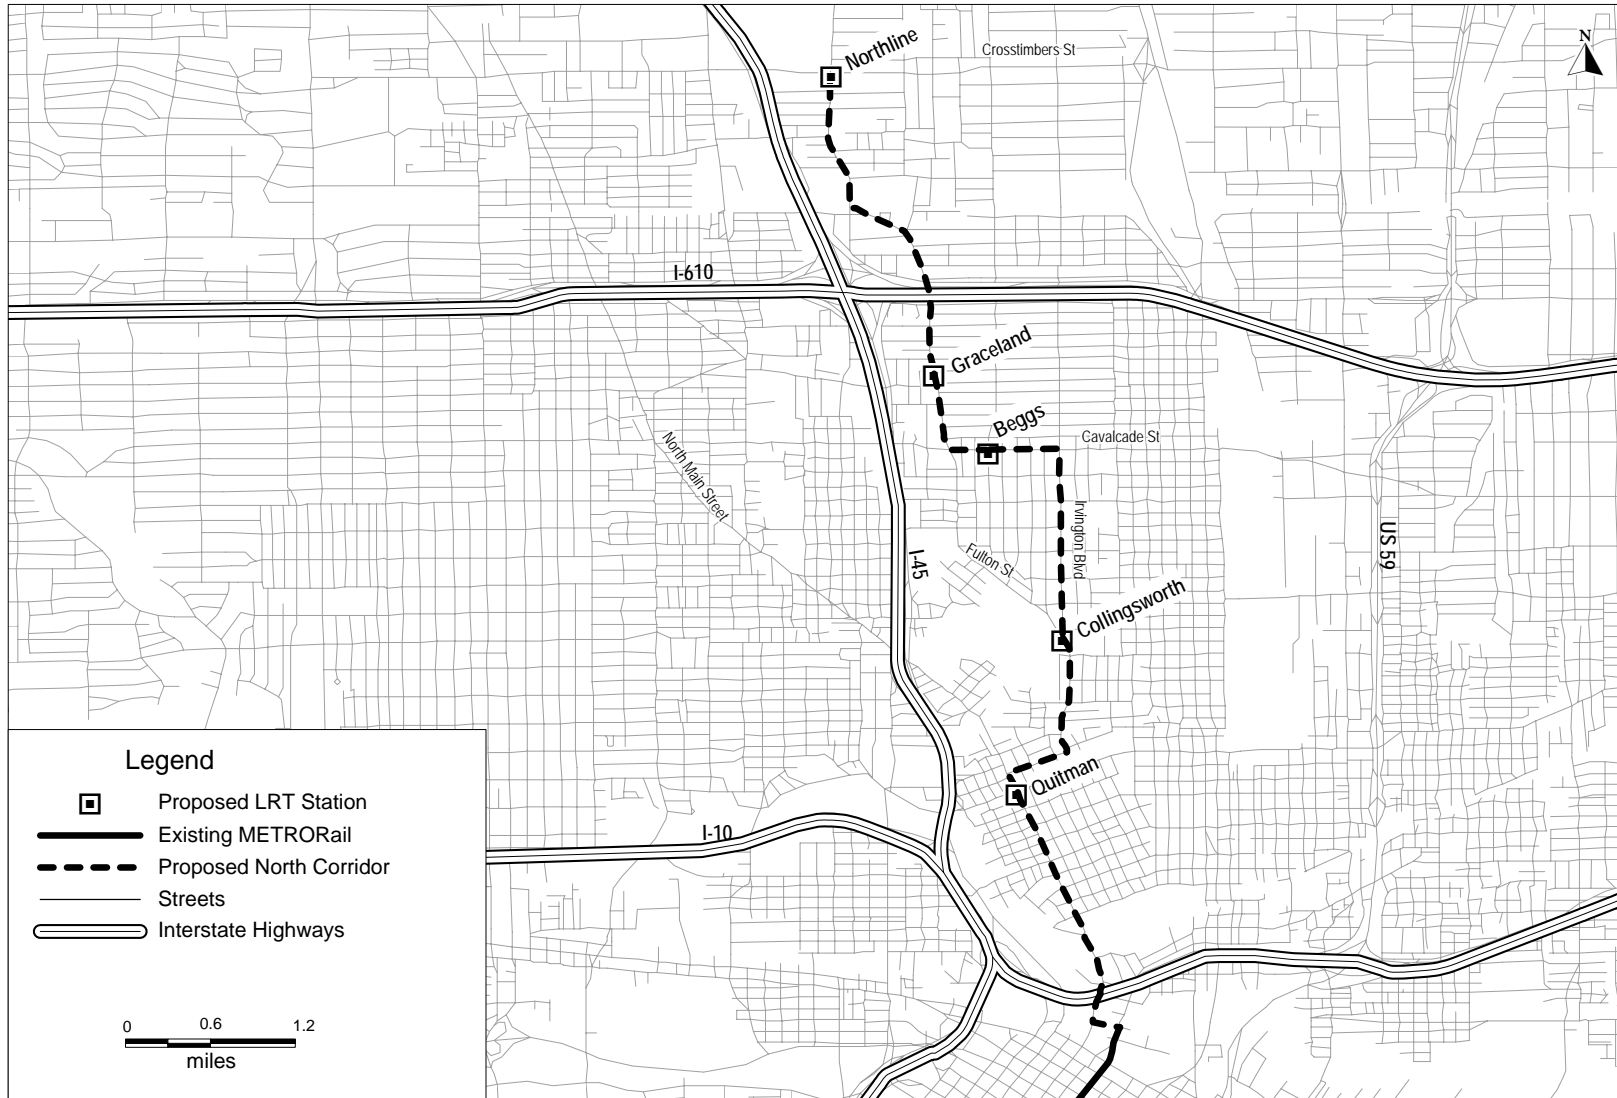 Northline
Crosstimbers St
N
I-610
Graceland
Beggs
Cavalcade St
North Main Street
Irvington Blvd
US 59
I-45
Fulton St
Collingsworth
Quitman
I-10
Legend
Proposed LRT Station
Existing METRORail
Proposed North Corridor
Streets
Interstate Highways
0 0.6 1.2
miles